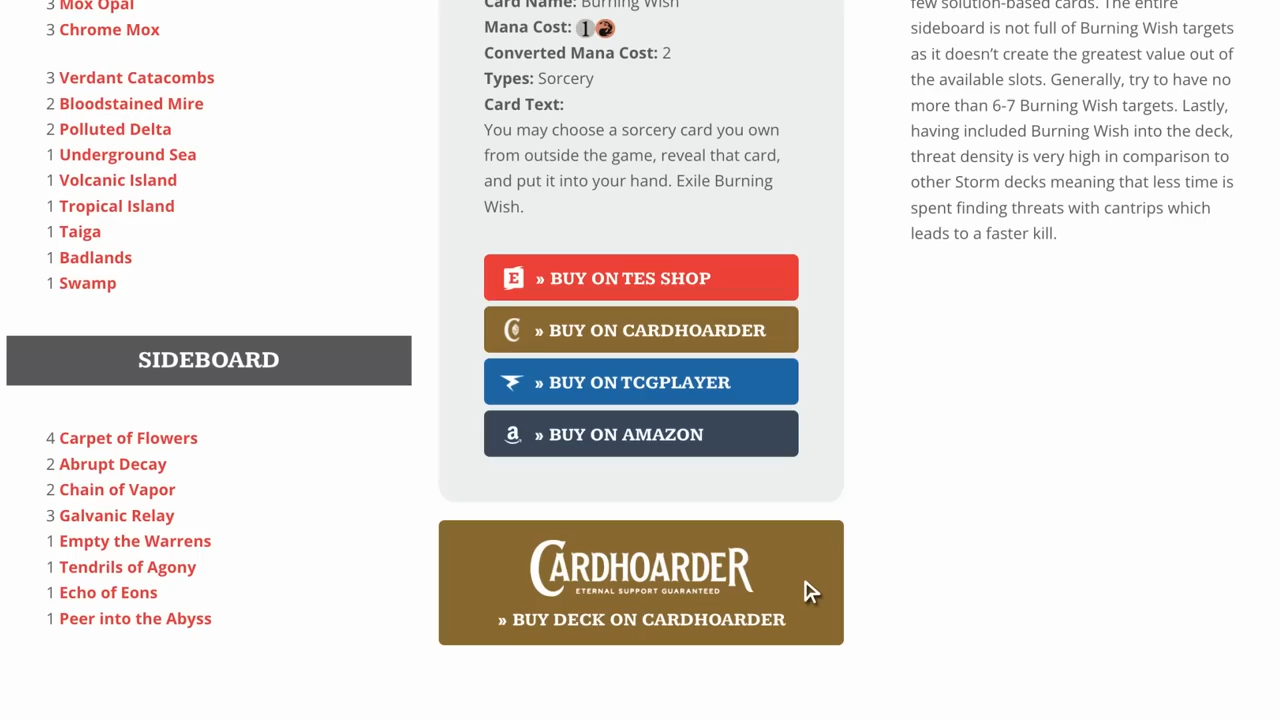 3 Mox Opal
3 Chrome Mox
3 Verdant Catacombs
2 Bloodstained Mire
2 Polluted Delta
1 Underground Sea
1 Volcanic Island
1 Tropical Island
1 Taiga
1 Badlands
1 Swamp
SIDEBOARD
4 Carpet of Flowers
2 Abrupt Decay
2 Chain of Vapor
3 Galvanic Relay
1 Empty the Warrens
1 Tendrils of Agony
1 Echo of Eons
1 Peer into the Abyss
Card Name: Burning Wish
Mana Cost: 1
Converted Mana Cost: 2
Types: Sorcery
Card Text:
You may choose a sorcery card you own
from outside the game, reveal that card,
and put it into your hand. Exile Burning
Wish.
E » BUY ON TES SHOP
C » BUY ON CARDHOARDER
» BUY ON TCGPLAYER
a » BUY ON AMAZON
CARDHOARDER
ETERNAL SUPPORT GUARANTEED
» BUY DECK ON CARDHOARDER
few solution-based cards. The entire
sideboard is not full of Burning Wish targets
as it doesn’t create the greatest value out of
the available slots. Generally, try to have no
more than 6-7 Burning Wish targets. Lastly,
having included Burning Wish into the deck,
threat density is very high in comparison to
other Storm decks meaning that less time is
spent finding threats with cantrips which
leads to a faster kill.